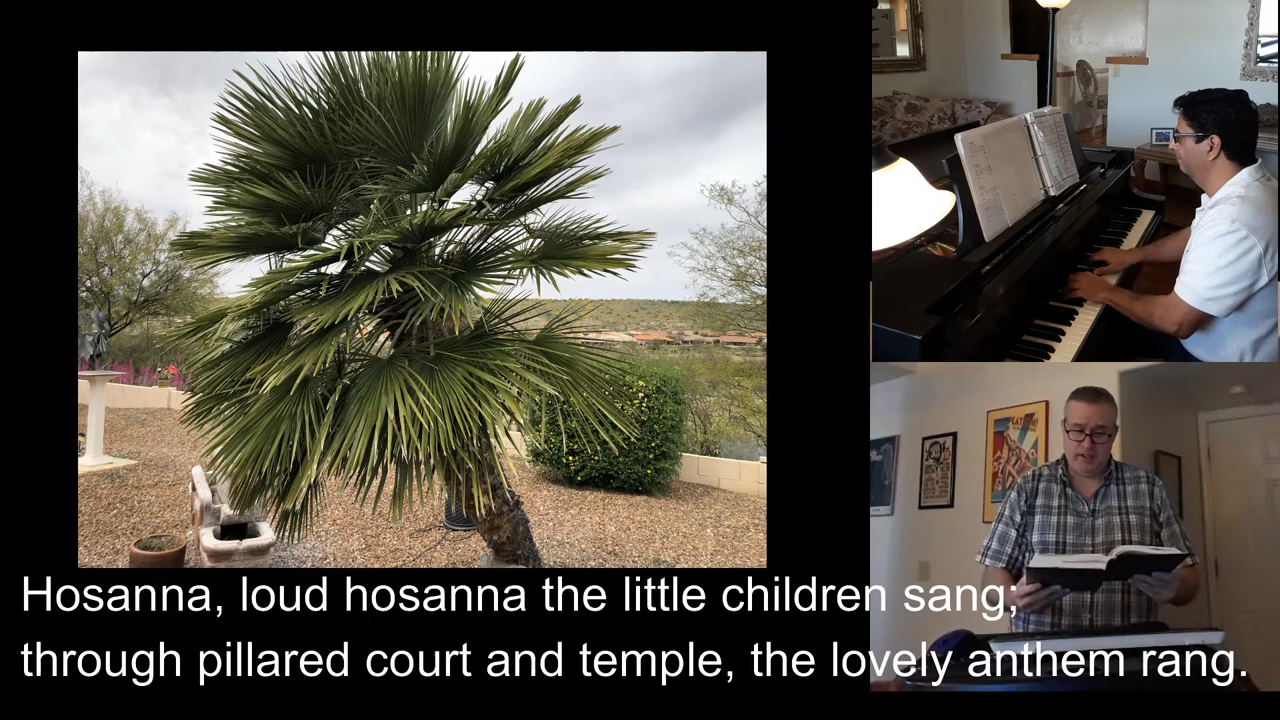 Hosanna, loud hosanna the little children sang;
through pillared court and temple, the lovely anthem rang.